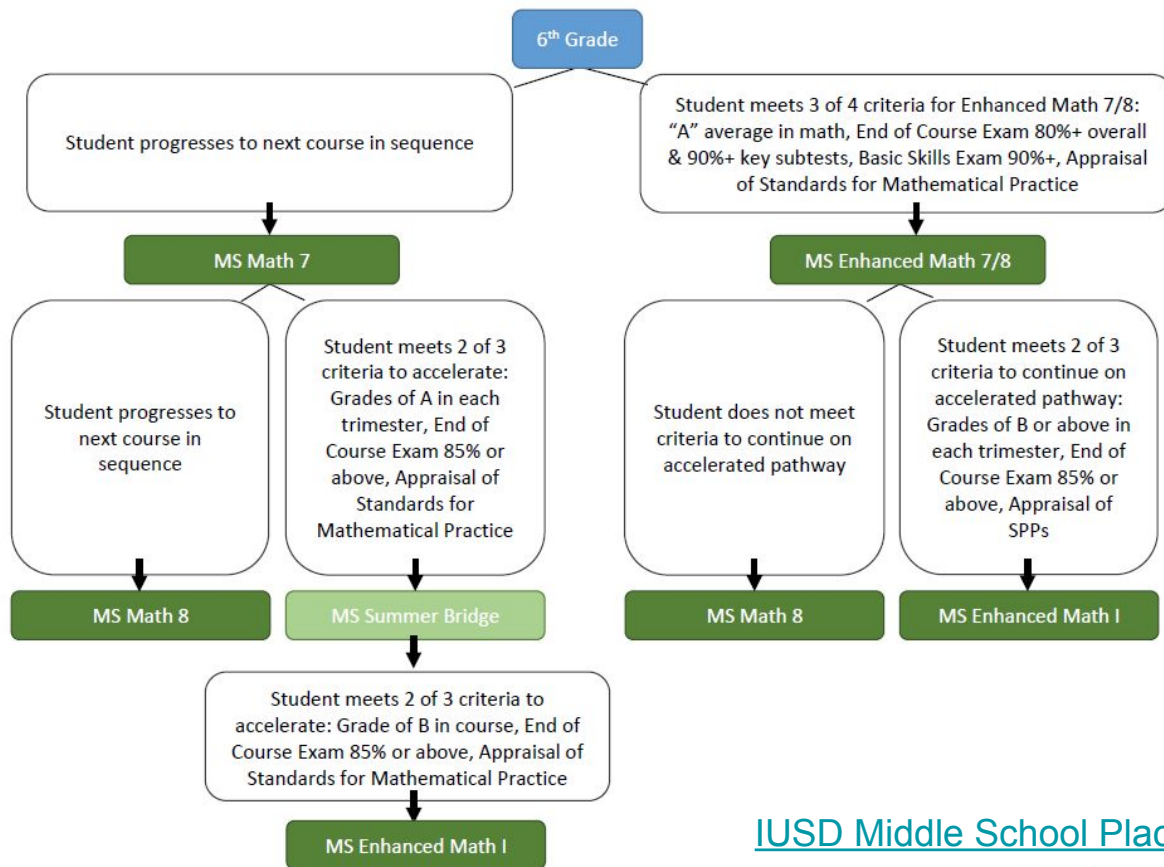 6th Grade
Student progresses to next course in sequence
Student meets 3 of 4 criteria for Enhanced Math 7/8:
“A” average in math, End of Course Exam 80%+ overall
& 90%+ key subtests, Basic Skills Exam 90%+, Appraisal
of Standards for Mathematical Practice
MS Math 7
MS Enhanced Math 7/8
Student progresses to
next course in
sequence
Student meets 2 of 3
criteria to accelerate:
Grades of A in each
trimester, End of
Course Exam 85% or
above, Appraisal of
Standards for
Mathematical Practice
Student does not meet
criteria to continue on
accelerated pathway
Student meets 2 of 3
criteria to continue on
accelerated pathway:
Grades of B or above in
each trimester, End of
Course Exam 85% or
above, Appraisal of
SPPs
MS Math 8
MS Summer Bridge
MS Math 8
MS Enhanced Math I
Student meets 2 of 3 criteria to
accelerate: Grade of B in course, End of
Course Exam 85% or above, Appraisal of
Standards for Mathematical Practice
MS Enhanced Math I
IUSD Middle School Plac